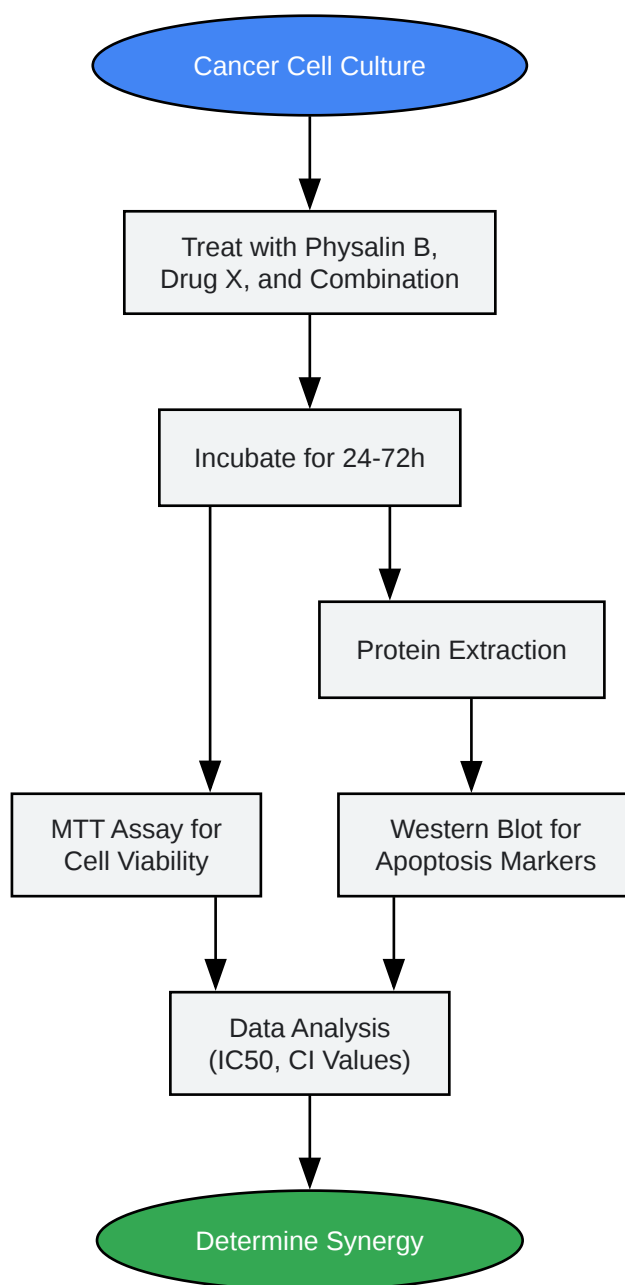 Cancer Cell Culture
Treat with Physalin B,
Drug X, and Combination
Incubate for 24-72h
Protein Extraction
MTT Assay for
Cell Viability
Western Blot for
Apoptosis Markers
Data Analysis
(IC50, CI Values)
Determine Synergy